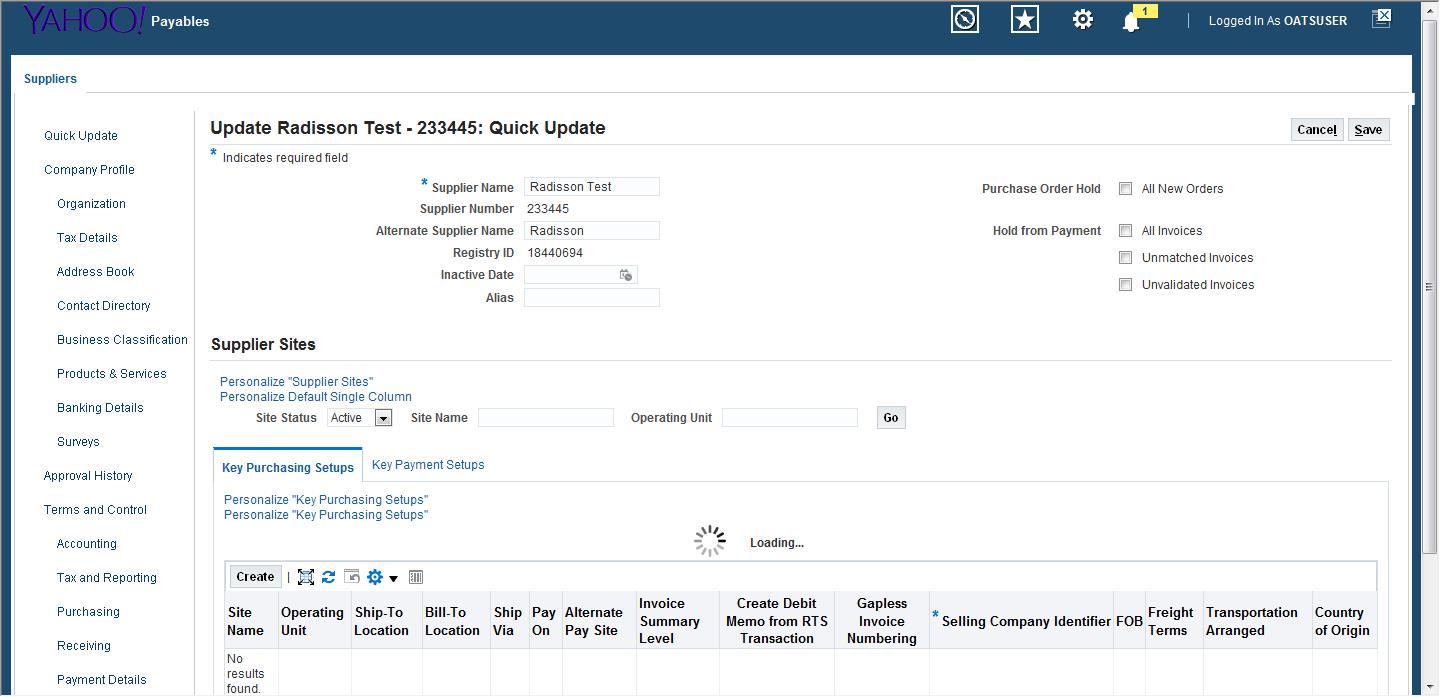 YAHOO! Payables
1
Logged In As OATSUSER
Suppliers
Quick Update
Company Profile
Organization
Tax Details
Address Book
Contact Directory
Business Classification
Products & Services
Banking Details
Surveys
Approval History
Terms and Control
Accounting
Tax and Reporting
Purchasing
Receiving
Payment Details
Update Radisson Test - 233445: Quick Update
Cancel Save
* Indicates required field
* Supplier Name Radisson Test
Supplier Number 233445
Alternate Supplier Name Radisson
Registry ID 18440694
Inactive Date
Alias
Purchase Order Hold All New Orders
Hold from Payment All Invoices
Unmatched Invoices
Unvalidated Invoices
Supplier Sites
Personalize "Supplier Sites"
Personalize Default Single Column
Site Status Active Site Name Operating Unit Go
Key Purchasing Setups Key Payment Setups
Personalize "Key Purchasing Setups"
Personalize "Key Purchasing Setups"
Loading...
Create |
Site Name
Operating Unit
Ship-To Location
Bill-To Location
Ship Via
Pay On
Alternate Pay Site
Invoice Summary Level
Create Debit Memo from RTS Transaction
Gapless Invoice Numbering
* Selling Company Identifier
FOB
Freight Terms
Transportation Arranged
Country of Origin
No results found.